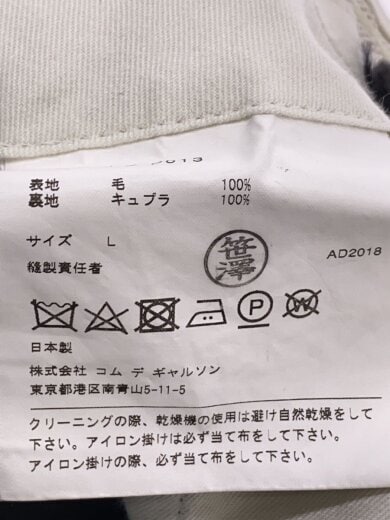 2013
表地 毛 100%
裏地 キュプラ 100%
サイズ L
縫製責任者
笹澤
AD2018
P
W
日本製
株式会社 コム デ ギャルソン
東京都港区南青山5-11-5
クリーニングの際、乾燥機の使用は避け自然乾燥をして
下さい。アイロン掛けは必ず当て布をして下さい。
アイロン掛けの際、必ず当て布をして下さい。